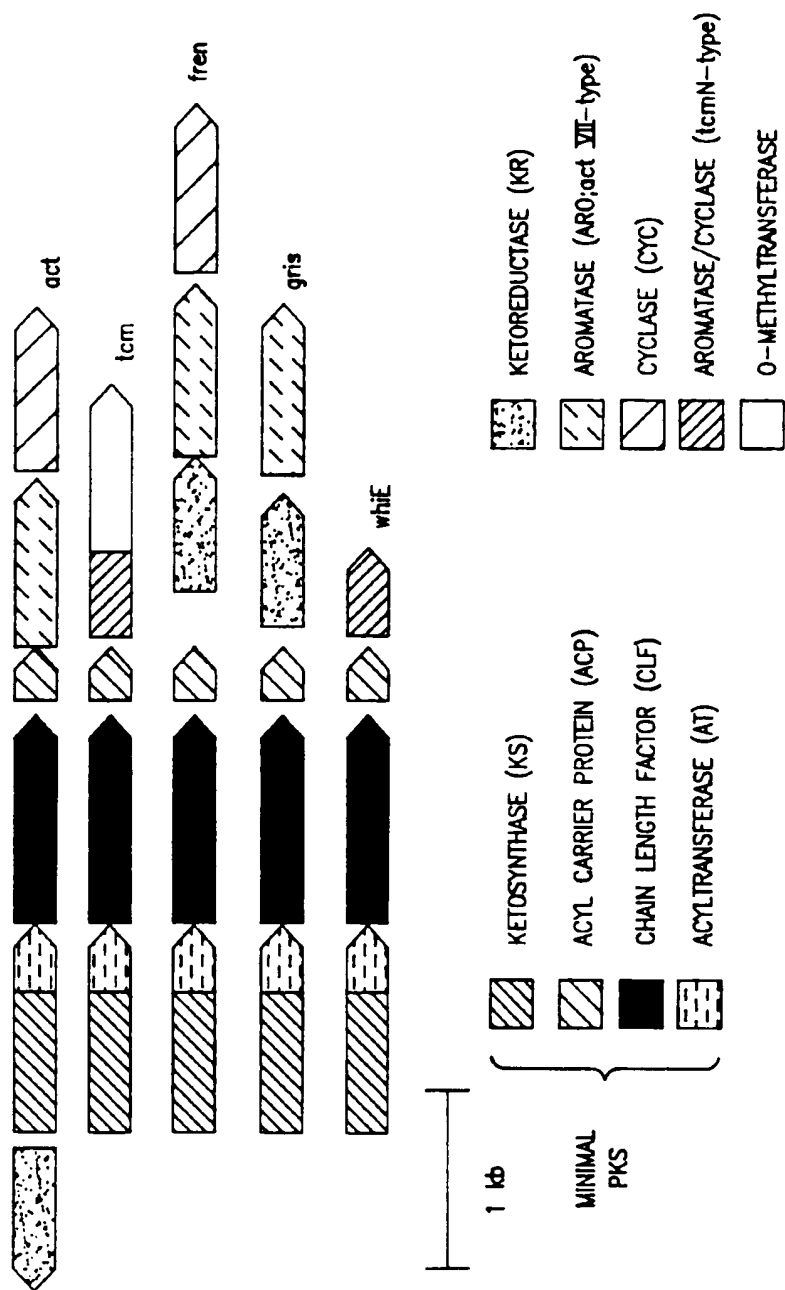 act
tcm
fren
gris
whiE
1 kb
MINIMAL
PKS
KETOSYNTHASE (KS)
ACYL CARRIER PROTEIN (ACP)
CHAIN LENGTH FACTOR (CLF)
ACYLTRANSFERASE (AT)
KETOREDUCTASE (KR)
AROMATASE (ARO;act VII-type)
CYCLASE (CYC)
AROMATASE/CYCLASE (tcmN-type)
O-METHYLTRANSFERASE